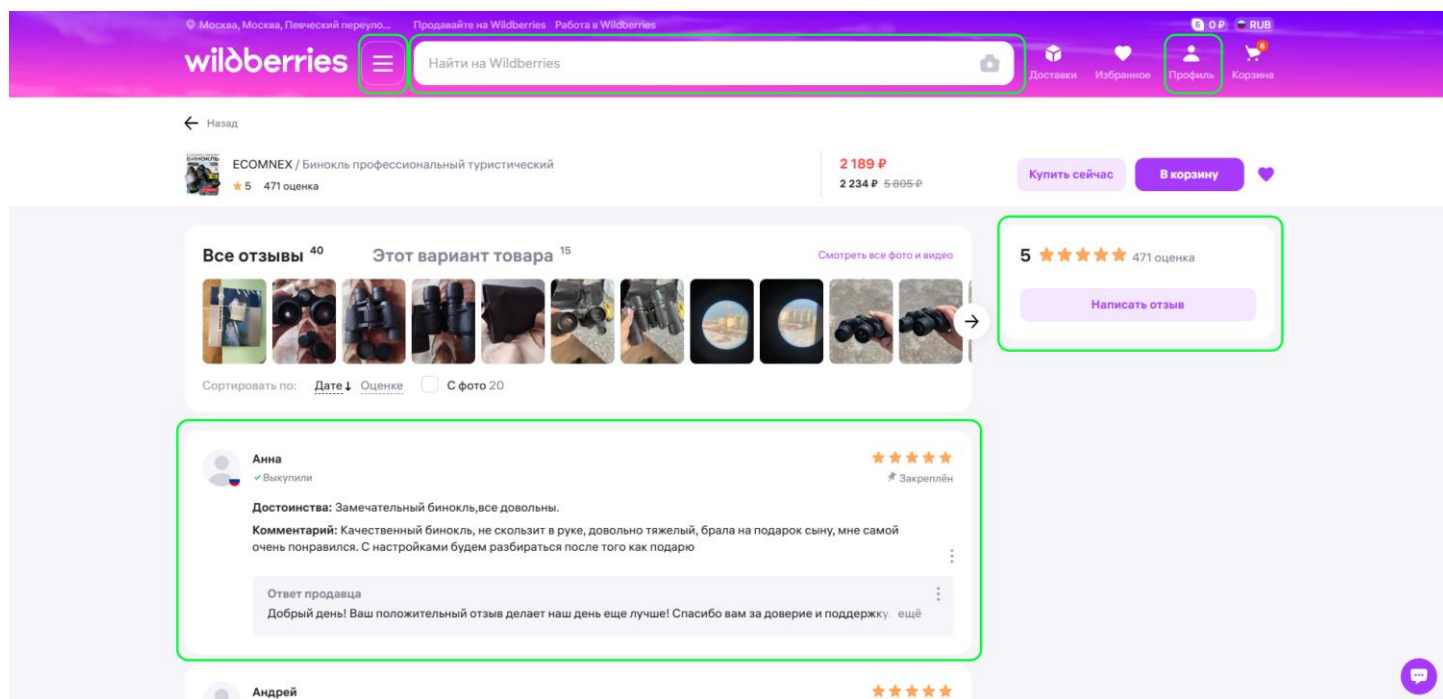 Москва, Москва, Певческий переуло... Продавайте на Wildberries Работа в Wildberries 0 ₽ RUB
wildberries
Найти на Wildberries
Доставки Избранное Профиль Корзина
Назад
ECOMNEX / Бинокль профессиональный туристический
5 471 оценка
2 189 ₽
2 234 ₽ 5 805 ₽
Купить сейчас В корзину
Все отзывы 40 Этот вариант товара 15 Смотреть все фото и видео
Сортировать по: Дате Оценке С фото 20
5 471 оценка
Написать отзыв
Анна
Выкупили
Закреплён
Достоинства: Замечательный бинокль,все довольны.
Комментарий: Качественный бинокль, не скользит в руке, довольно тяжелый, брала на подарок сыну, мне самой
очень понравился. С настройками будем разбираться после того как подарю
Ответ продавца
Добрый день! Ваш положительный отзыв делает наш день еще лучше! Спасибо вам за доверие и поддержку. ещё
Андрей